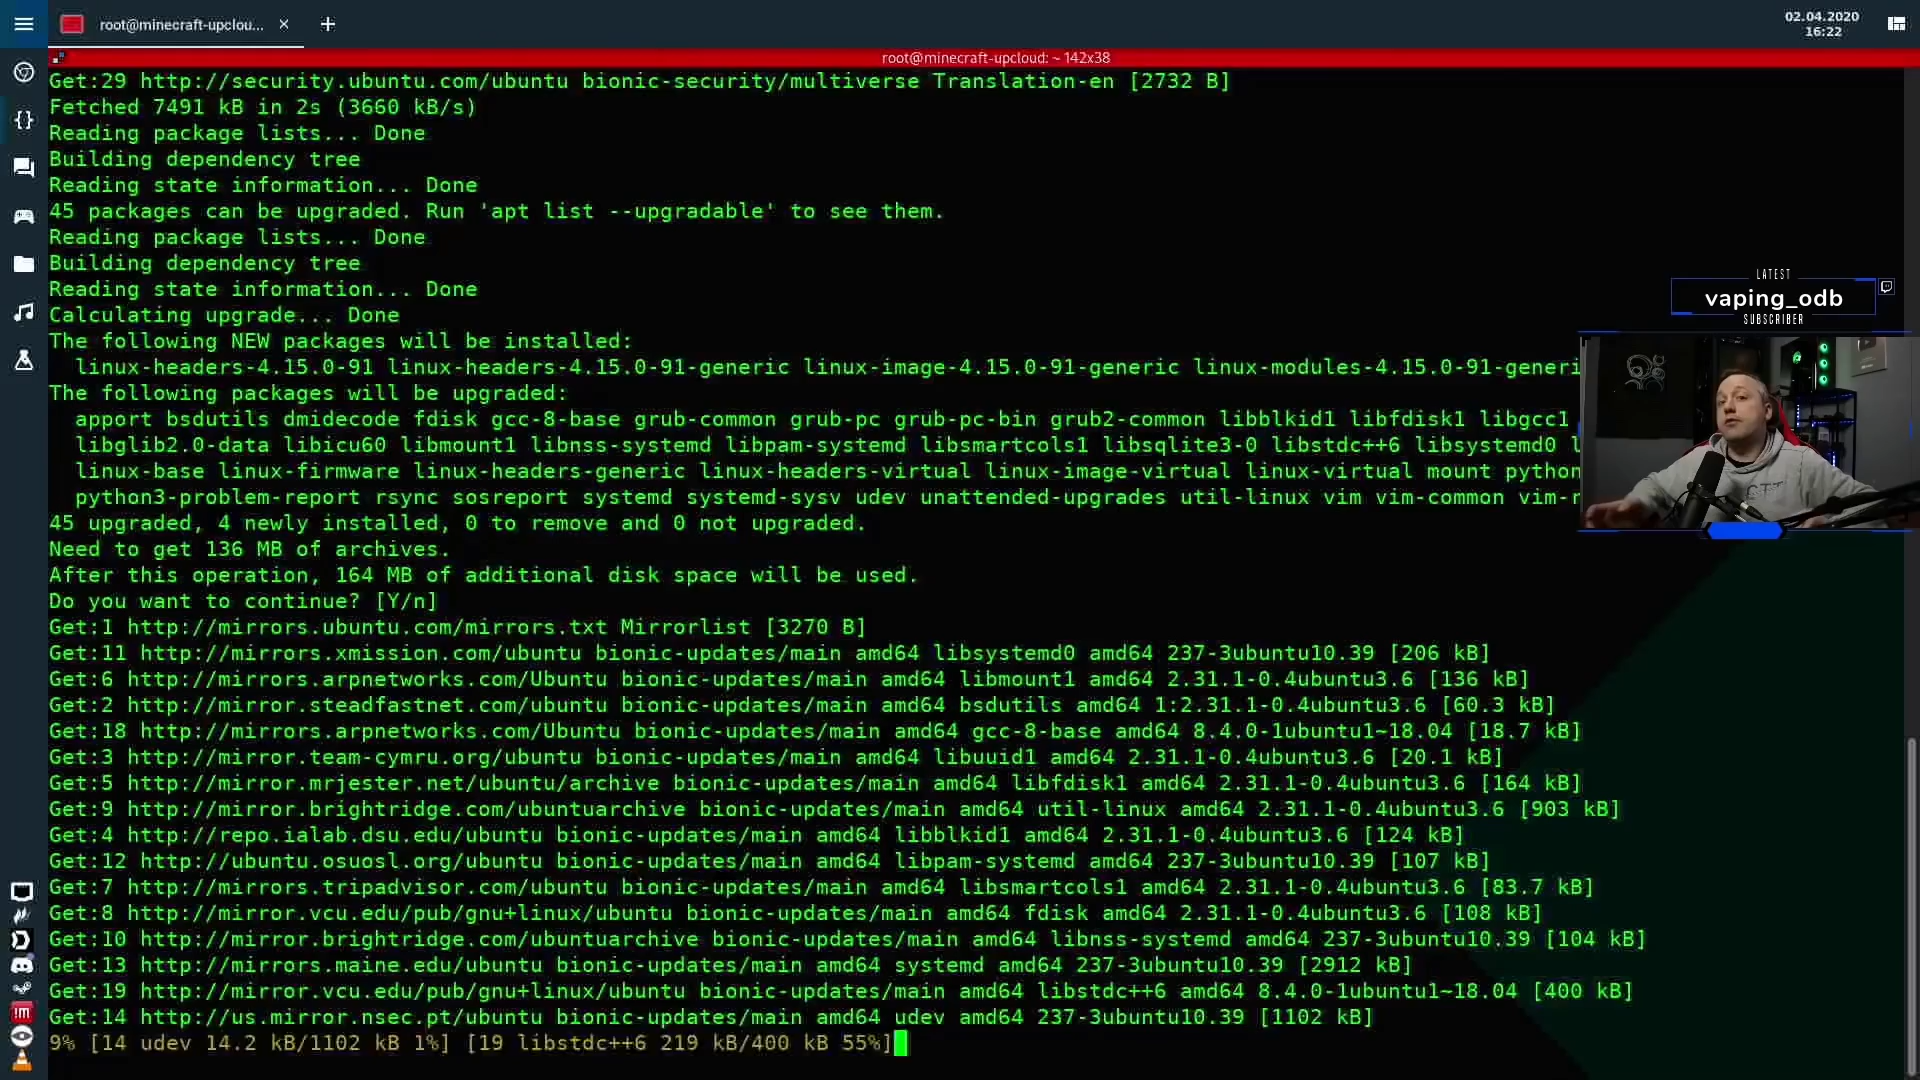 root@minecraft-upclou...
02.04.2020
16:22
root@minecraft-upcloud: ~ 142x38
Get:29 http://security.ubuntu.com/ubuntu bionic-security/multiverse Translation-en [2732 B]
Fetched 7491 kB in 2s (3660 kB/s)
Reading package lists... Done
Building dependency tree
Reading state information... Done
45 packages can be upgraded. Run 'apt list --upgradable' to see them.
Reading package lists... Done
Building dependency tree
Reading state information... Done
Calculating upgrade... Done
The following NEW packages will be installed:
linux-headers-4.15.0-91 linux-headers-4.15.0-91-generic linux-image-4.15.0-91-generic linux-modules-4.15.0-91-generi
The following packages will be upgraded:
apport bsdutils dmidecode fdisk gcc-8-base grub-common grub-pc grub-pc-bin grub2-common libblkid1 libfdisk1 libgcc1
libglib2.0-data libicu60 libmount1 libnss-systemd libpam-systemd libsmartcols1 libsqlite3-0 libstdc++6 libsystemd0 l
linux-base linux-firmware linux-headers-generic linux-headers-virtual linux-image-virtual linux-virtual mount python
python3-problem-report rsync sosreport systemd systemd-sysv udev unattended-upgrades util-linux vim vim-common vim-r
45 upgraded, 4 newly installed, 0 to remove and 0 not upgraded.
Need to get 136 MB of archives.
After this operation, 164 MB of additional disk space will be used.
Do you want to continue? [Y/n]
Get:1 http://mirrors.ubuntu.com/mirrors.txt Mirrorlist [3270 B]
Get:11 http://mirrors.xmission.com/ubuntu bionic-updates/main amd64 libsystemd0 amd64 237-3ubuntu10.39 [206 kB]
Get:6 http://mirrors.arpnetworks.com/Ubuntu bionic-updates/main amd64 libmount1 amd64 2.31.1-0.4ubuntu3.6 [136 kB]
Get:2 http://mirror.steadfastnet.com/ubuntu bionic-updates/main amd64 bsdutils amd64 1:2.31.1-0.4ubuntu3.6 [60.3 kB]
Get:18 http://mirrors.arpnetworks.com/Ubuntu bionic-updates/main amd64 gcc-8-base amd64 8.4.0-1ubuntu1~18.04 [18.7 kB]
Get:3 http://mirror.team-cymru.org/ubuntu bionic-updates/main amd64 libuuid1 amd64 2.31.1-0.4ubuntu3.6 [20.1 kB]
Get:5 http://mirror.mrjester.net/ubuntu/archive bionic-updates/main amd64 libfdisk1 amd64 2.31.1-0.4ubuntu3.6 [164 kB]
Get:9 http://mirror.brightridge.com/ubuntuarchive bionic-updates/main amd64 util-linux amd64 2.31.1-0.4ubuntu3.6 [903 kB]
Get:4 http://repo.ialab.dsu.edu/ubuntu bionic-updates/main amd64 libblkid1 amd64 2.31.1-0.4ubuntu3.6 [124 kB]
Get:12 http://ubuntu.osuosl.org/ubuntu bionic-updates/main amd64 libpam-systemd amd64 237-3ubuntu10.39 [107 kB]
Get:7 http://mirrors.tripadvisor.com/ubuntu bionic-updates/main amd64 libsmartcols1 amd64 2.31.1-0.4ubuntu3.6 [83.7 kB]
Get:8 http://mirror.vcu.edu/pub/gnu+linux/ubuntu bionic-updates/main amd64 fdisk amd64 2.31.1-0.4ubuntu3.6 [108 kB]
Get:10 http://mirror.brightridge.com/ubuntuarchive bionic-updates/main amd64 libnss-systemd amd64 237-3ubuntu10.39 [104 kB]
Get:13 http://mirrors.maine.edu/ubuntu bionic-updates/main amd64 systemd amd64 237-3ubuntu10.39 [2912 kB]
Get:19 http://mirror.vcu.edu/pub/gnu+linux/ubuntu bionic-updates/main amd64 libstdc++6 amd64 8.4.0-1ubuntu1~18.04 [400 kB]
Get:14 http://us.mirror.nsec.pt/ubuntu bionic-updates/main amd64 udev amd64 237-3ubuntu10.39 [1102 kB]
9% [14 udev 14.2 kB/1102 kB 1%] [19 libstdc++6 219 kB/400 kB 55%]
LATEST
vaping_odb
SUBSCRIBER